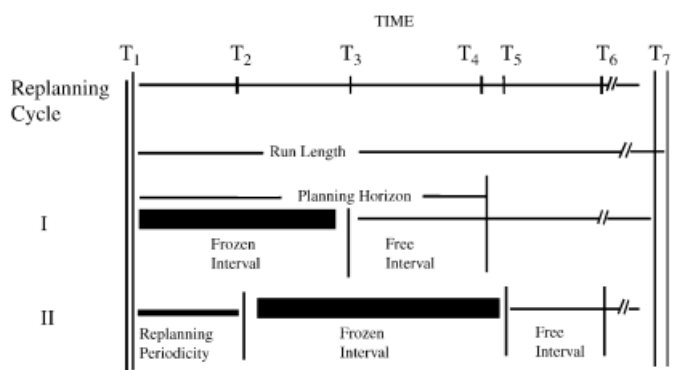 TIME
T1 T2 T3 T4 T5 T6 T7
Replanning
Cycle
Run Length
Planning Horizon
I
Frozen
Interval
Free
Interval
II
Replanning
Periodicity
Frozen
Interval
Free
Interval